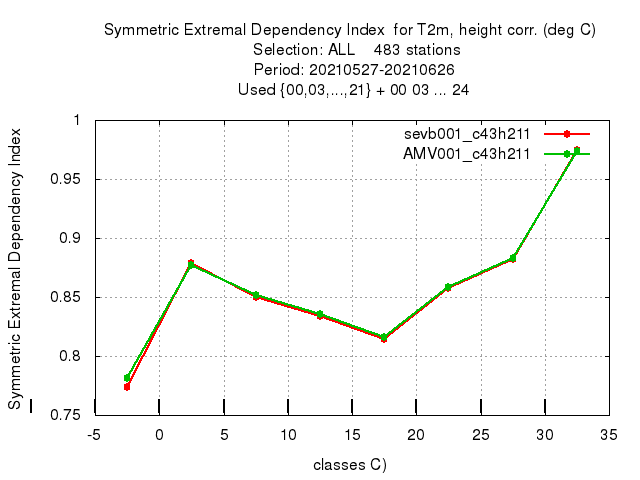 Symmetric Extremal Dependency Index  for T2m, height corr. (deg C)
Selection: ALL    483 stations
Period: 20210527-20210626
Used {00,03,...,21} + 00 03 ... 24
sevb001_c43h211
AMV001_c43h211
Symmetric Extremal Dependency Index
1
0.95
0.9
0.85
0.8
0.75
-5 0 5 10 15 20 25 30 35
classes C)